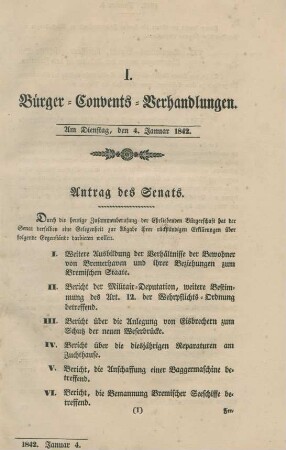 I.
Bürger-Convents-Verhandlungen.
Am Dienstag, den 4. Januar 1842.
Antrag des Senats.
Durch die heutige Zusammenberufung der Ehrliebenden Bürgerschaft hat der
Senat derselben eine Gelegenheit zur Abgabe ihrer rückständigen Erklärungen über
folgende Gegenstände darbieten wollen.
I. Weitere Ausbildung der Verhältnisse der Bewohner
von Bremerhaven und ihrer Beziehungen zum
Bremischen Staate.
II. Bericht der Militair-Deputation, weitere Bestim-
mung des Art. 12. der Wehrpflichts-Ordnung
betreffend.
III. Bericht über die Anlegung von Eisbrechern zum
Schutz der neuen Weserbrücke.
IV. Bericht über die diesjährigen Reparaturen am
Zuchthause.
V. Bericht, die Anschaffung einer Baggermaschine be-
treffend.
VI. Bericht, die Bemannung Bremischer Seeschiffe be-
treffend.
(1)
1842. Januar 4.